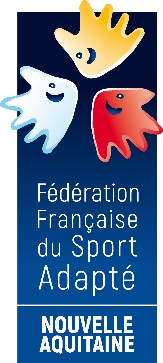 Fédération
Française
du Sport
Adapté
NOUVELLE
AQUITAINE